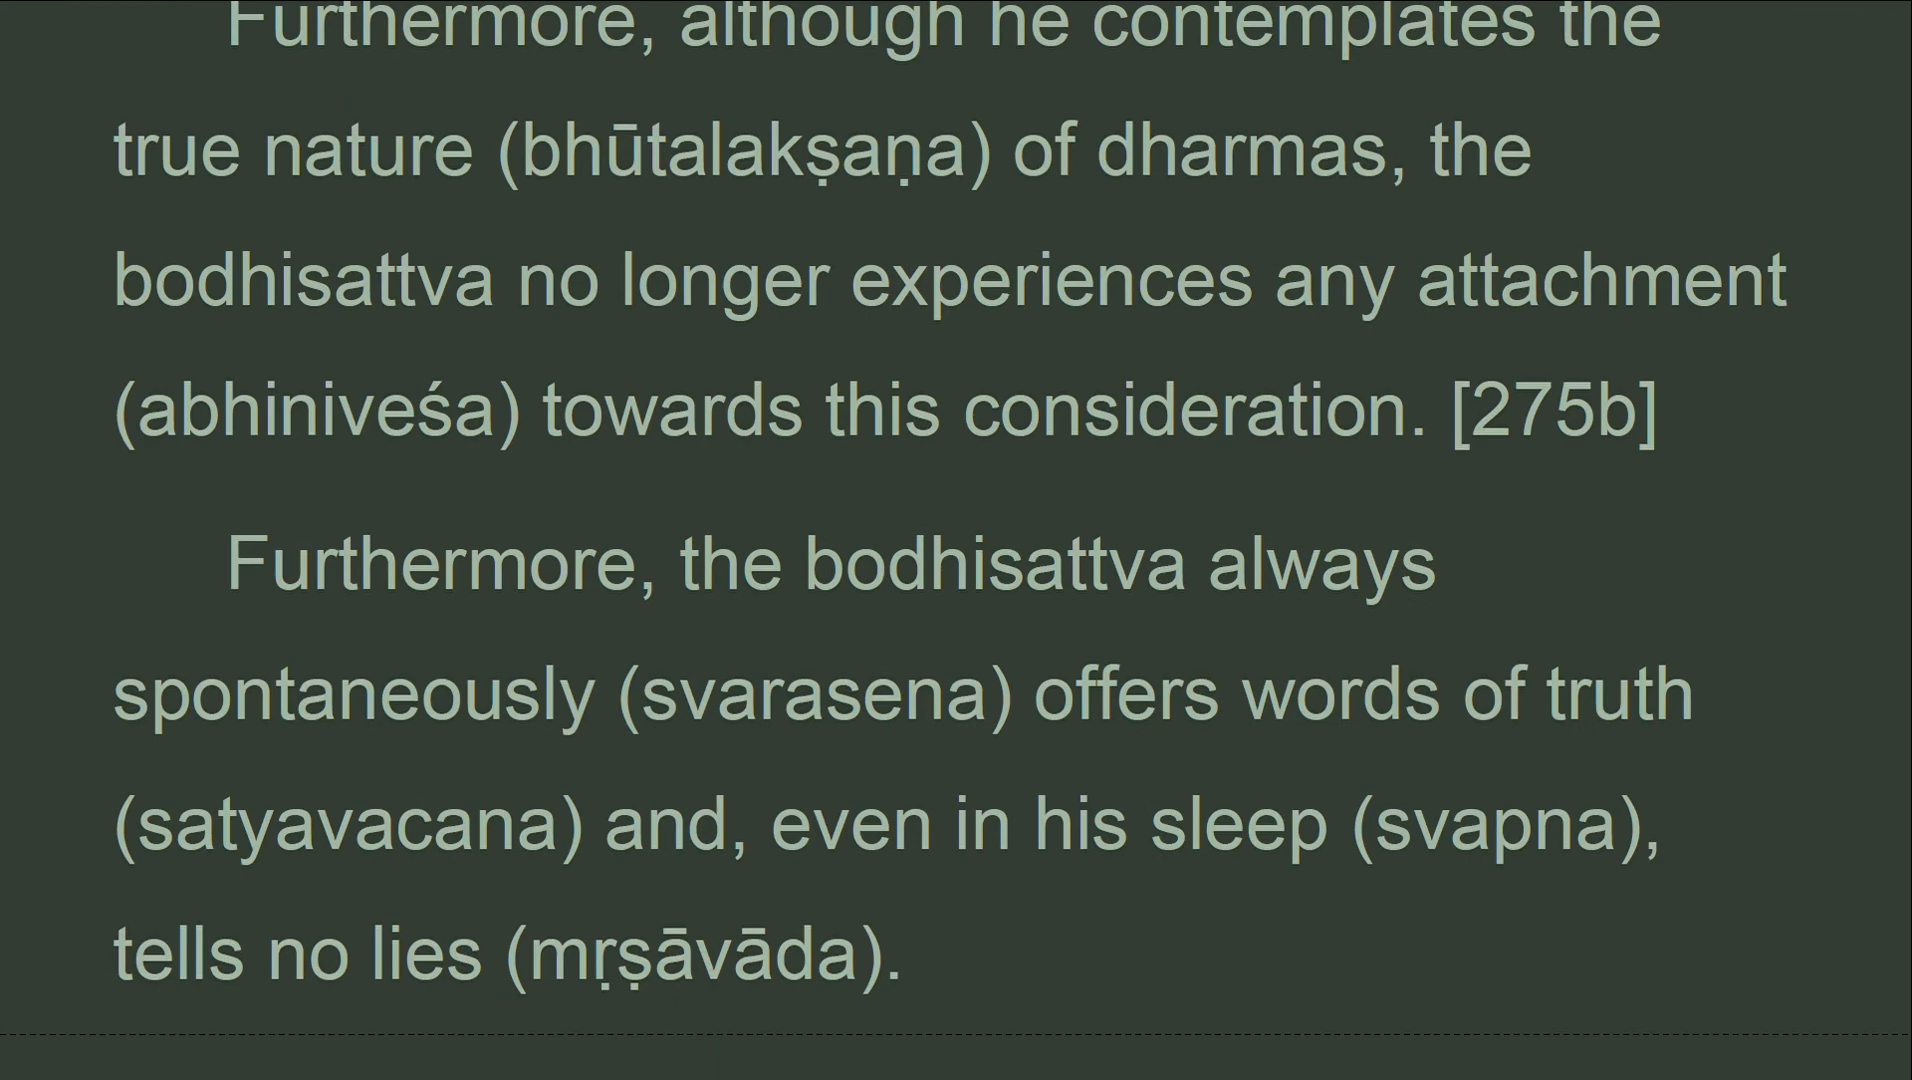 Furthermore, although he contemplates the
true nature (bhūtalakṣaṇa) of dharmas, the
bodhisattva no longer experiences any attachment
(abhiniveśa) towards this consideration. [275b]
Furthermore, the bodhisattva always
spontaneously (svarasena) offers words of truth
(satyavacana) and, even in his sleep (svapna),
tells no lies (mṛṣāvāda).